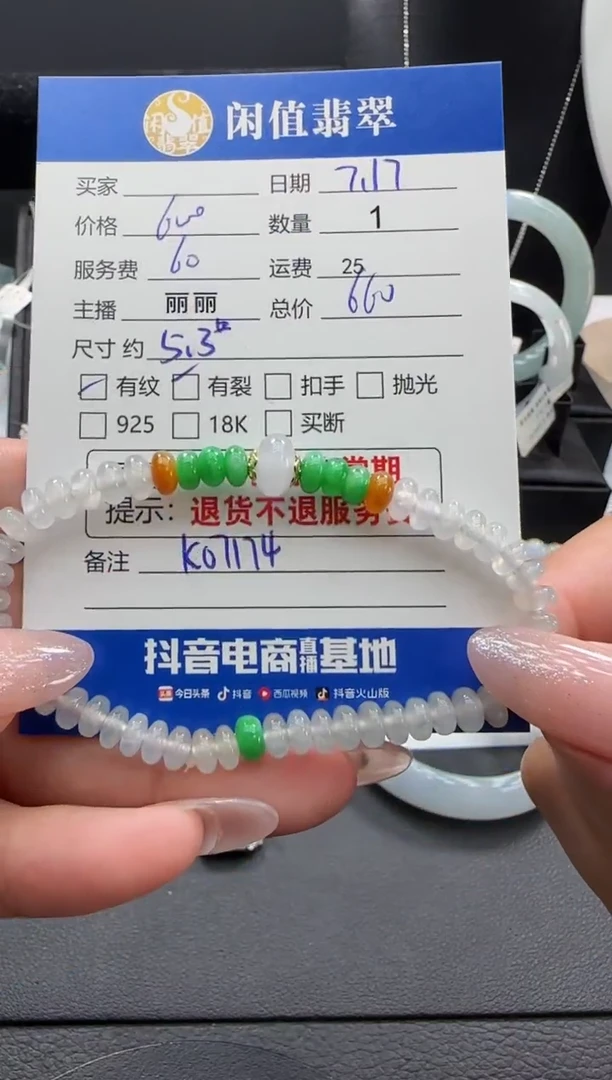 闲值翡翠
买家 日期 7.17
价格 600 数量 1
服务费 60 运费 25
主播 丽丽 总价 660
尺寸 约 5.3
有纹 有裂 扣手 抛光
925 18K 买断
提示：退货不退服务
备注 K07174
抖音电商直播基地
今日头条 抖音 西瓜视频 抖音火山版